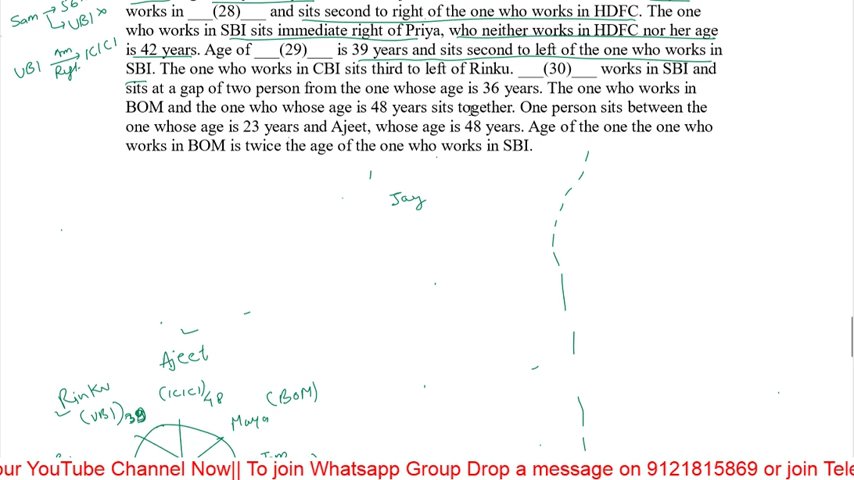 works in ___(28)___ and sits second to right of the one who works in HDFC. The one
who works in SBI sits immediate right of Priya, who neither works in HDFC nor her age
is 42 years. Age of ___(29)___ is 39 years and sits second to left of the one who works in
SBI. The one who works in CBI sits third to left of Rinku. ___(30)___ works in SBI and
sits at a gap of two person from the one whose age is 36 years. The one who works in
BOM and the one who whose age is 48 years sits together. One person sits between the
one whose age is 23 years and Ajeet, whose age is 48 years. Age of the one the one who
works in BOM is twice the age of the one who works in SBI.
Sam
UBI ×
UBI
ICICI
Jay
Ajeet
(ICICI) 48
Rinku
(UBI) 39
(BOM)
Maya
our YouTube Channel Now|| To join Whatsapp Group Drop a message on 9121815869 or join Tele